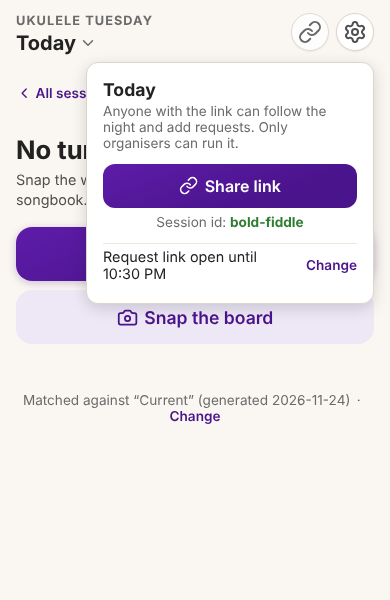 UKULELE TUESDAY
Today
All sess
Today
Anyone with the link can follow the
night and add requests. Only
organisers can run it.
Share link
Session id: bold-fiddle
Request link open until
10:30 PM
Change
No tu
Snap the w
songbook.
Snap the board
Matched against “Current” (generated 2026-11-24) ·
Change